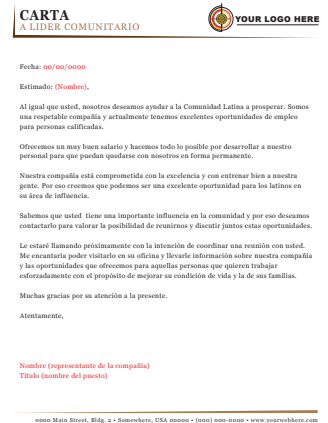 CARTA
A LIDER COMUNITARIO
YOUR LOGO HERE
Fecha: 00/00/0000
Estimado: (Nombre),
Al igual que usted, nosotros deseamos ayudar a la Comunidad Latina a prosperar. Somos
una respetable compañía y actualmente tenemos excelentes oportunidades de empleo
para personas calificadas.
Ofrecemos un muy buen salario y hacemos todo lo posible por desarrollar a nuestro
personal para que puedan quedarse con nosotros en forma permanente.
Nuestra compañía está comprometida con la excelencia y con entrenar bien a nuestra
gente. Por eso creemos que podemos ser una excelente oportunidad para los latinos en
su área de influencia.
Sabemos que usted tiene una importante influencia en la comunidad y por eso deseamos
contactarlo para valorar la posibilidad de reunirnos y discutir juntos estas oportunidades.
Le estaré llamando próximamente con la intención de coordinar una reunión con usted.
Me encantaría poder visitarlo en su oficina y llevarle información sobre nuestra compañía
y las oportunidades que ofrecemos para aquellas personas que quieren trabajar
esforzadamente con el propósito de mejorar su condición de vida y la de sus familias.
Muchas gracias por su atención a la presente.
Atentamente,
Nombre (representante de la compañía)
Título (nombre del puesto)
0000 Main Street, Bldg. 2 • Somewhere, USA 00000 • (000) 000-0000 • www.yourwebhere.com